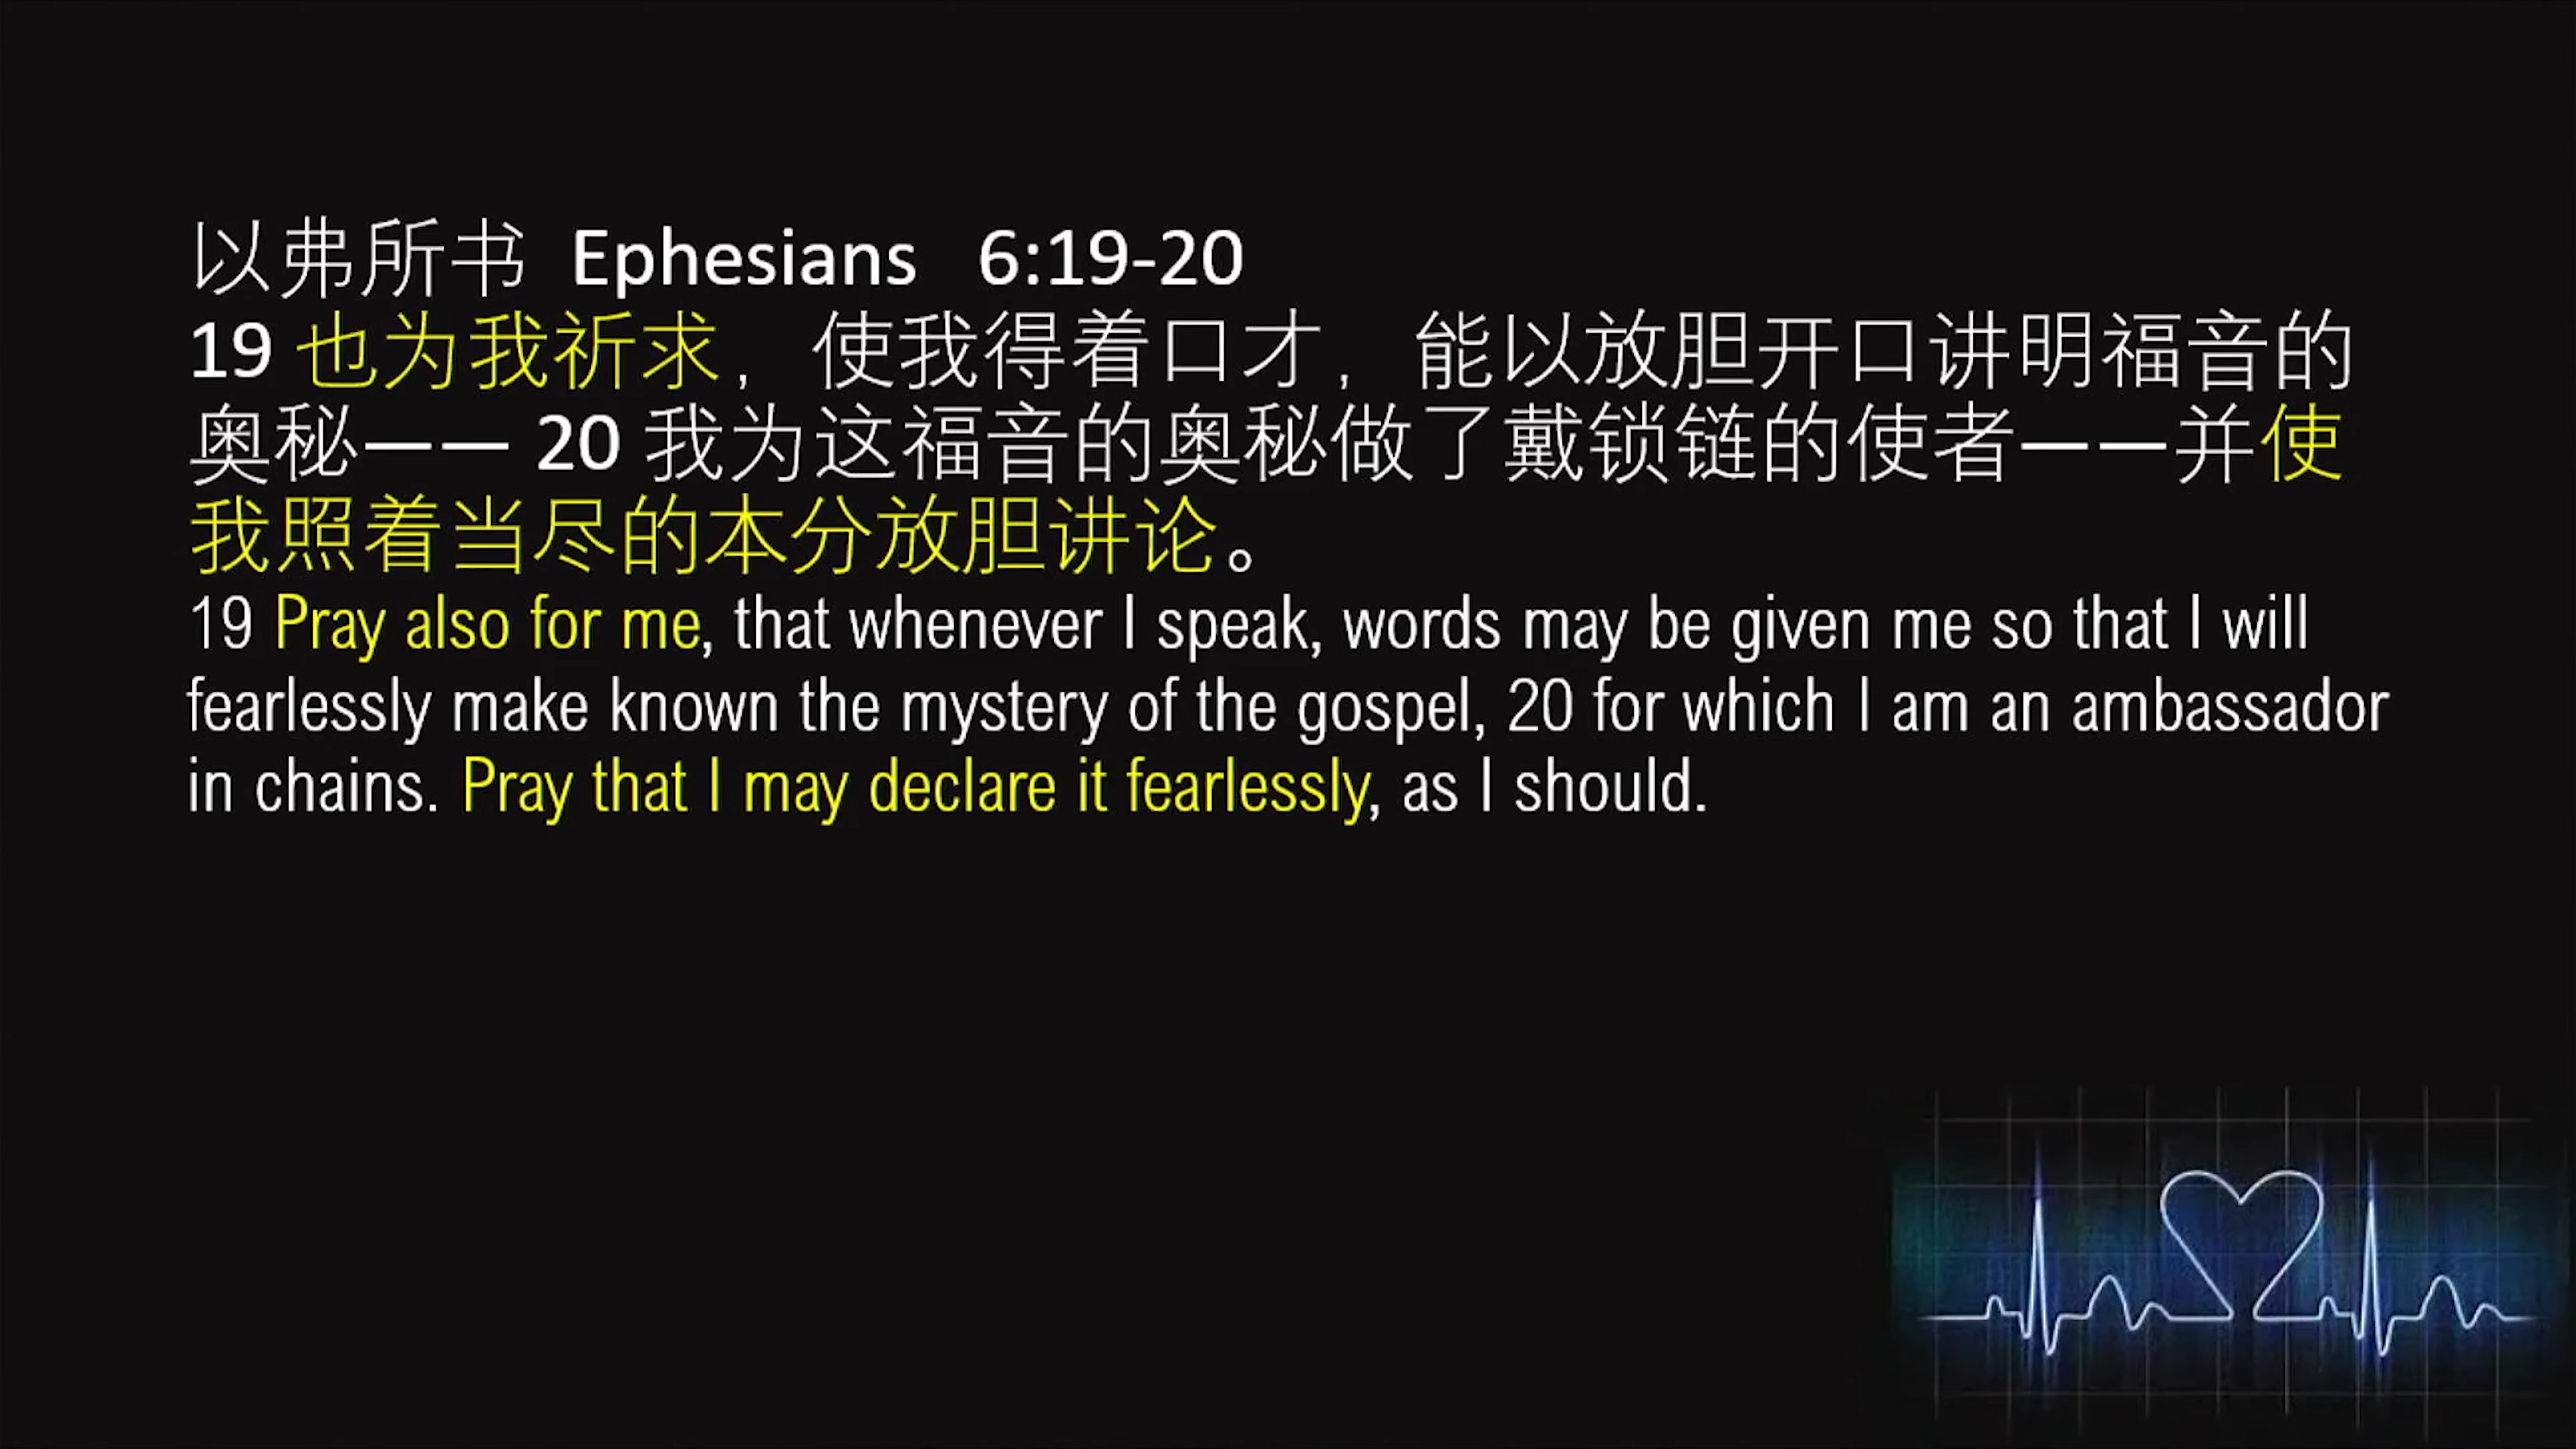 以弗所书 Ephesians 6:19-20
19 也为我祈求，使我得着口才，能以放胆开口讲明福音的
奥秘—— 20 我为这福音的奥秘做了戴锁链的使者——并使
我照着当尽的本分放胆讲论。
19 Pray also for me, that whenever I speak, words may be given me so that I will
fearlessly make known the mystery of the gospel, 20 for which I am an ambassador
in chains. Pray that I may declare it fearlessly, as I should.